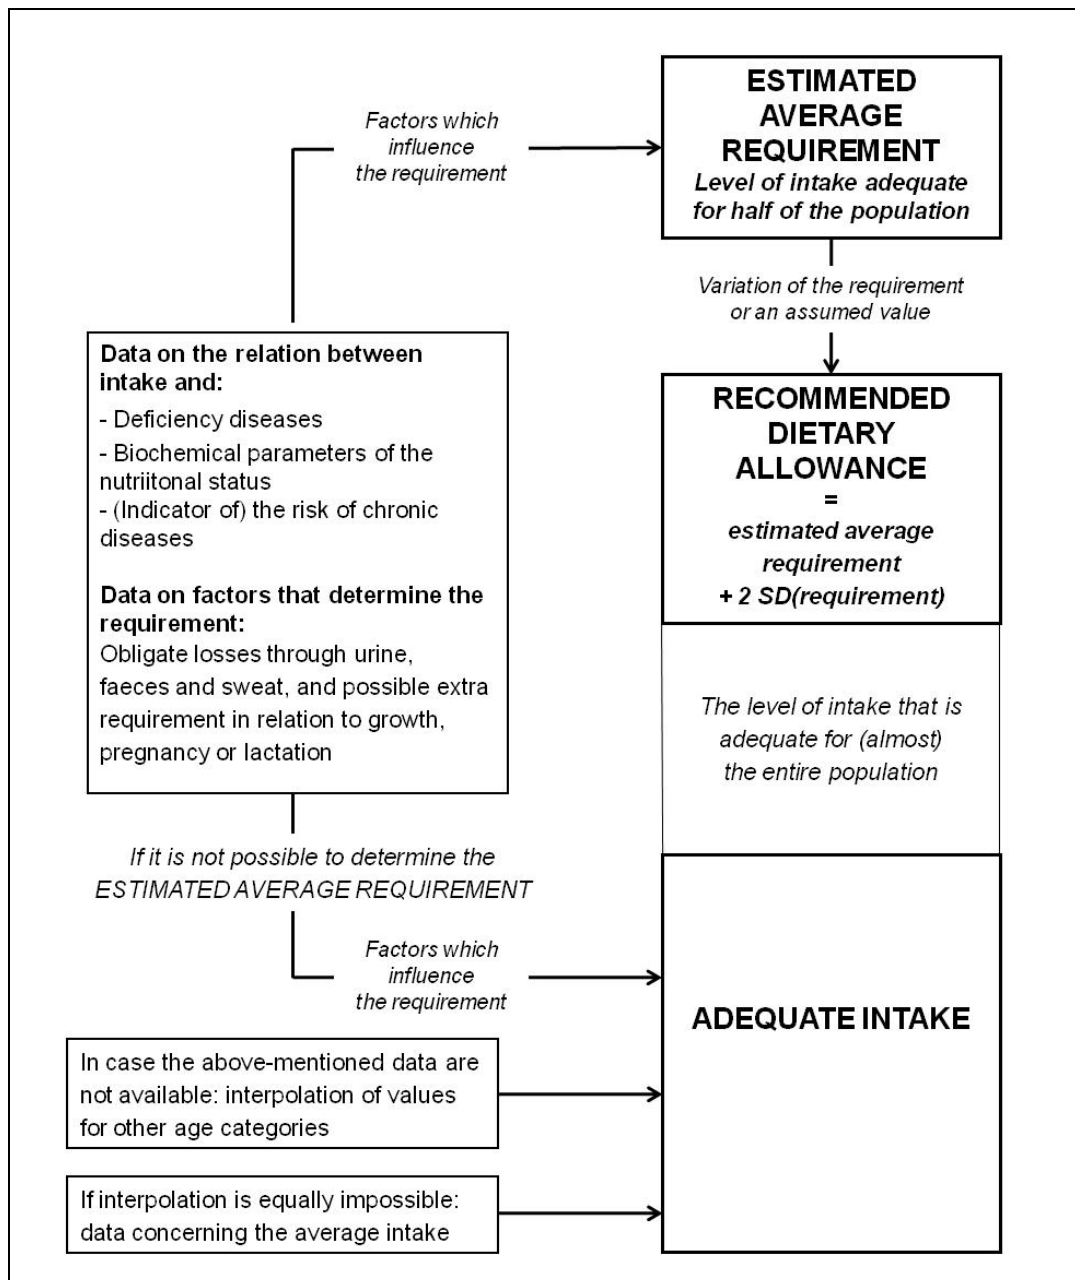 Factors which
influence
the requirement
ESTIMATED
AVERAGE
REQUIREMENT
Level of intake adequate
for half of the population
Variation of the requirement
or an assumed value
Data on the relation between
intake and:
- Deficiency diseases
- Biochemical parameters of the
nutriitonal status
- (Indicator of) the risk of chronic
diseases
Data on factors that determine the
requirement:
Obligate losses through urine,
faeces and sweat, and possible extra
requirement in relation to growth,
pregnancy or lactation
RECOMMENDED
DIETARY
ALLOWANCE
=
estimated average
requirement
+ 2 SD(requirement)
The level of intake that is
adequate for (almost)
the entire population
If it is not possible to determine the
ESTIMATED AVERAGE REQUIREMENT
Factors which
influence
the requirement
ADEQUATE INTAKE
In case the above-mentioned data are
not available: interpolation of values
for other age categories
If interpolation is equally impossible:
data concerning the average intake